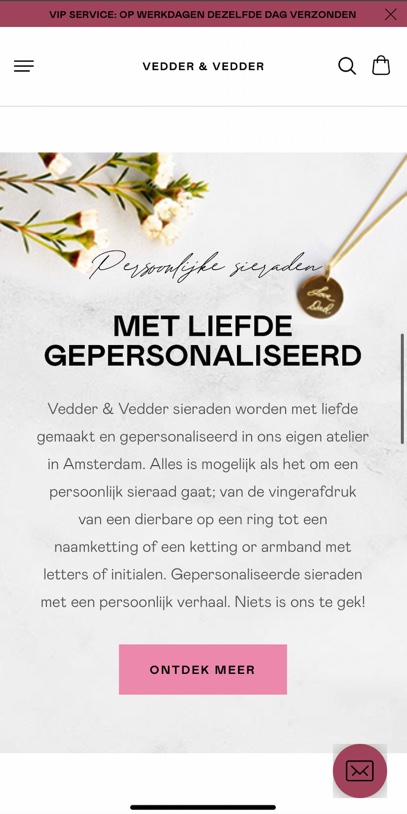 VIP SERVICE: OP WERKDAGEN DEZELFDE DAG VERZONDEN
VEDDER & VEDDER
Persoonlijke sieraden
Love,
Dad.
MET LIEFDE
GEPERSONALISEERD
Vedder & Vedder sieraden worden met liefde
gemaakt en gepersonaliseerd in ons eigen atelier
in Amsterdam. Alles is mogelijk als het om een
persoonlijk sieraad gaat; van de vingerafdruk
van een dierbare op een ring tot een
naamketting of een ketting or armband met
letters of initialen. Gepersonaliseerde sieraden
met een persoonlijk verhaal. Niets is ons te gek!
ONTDEK MEER